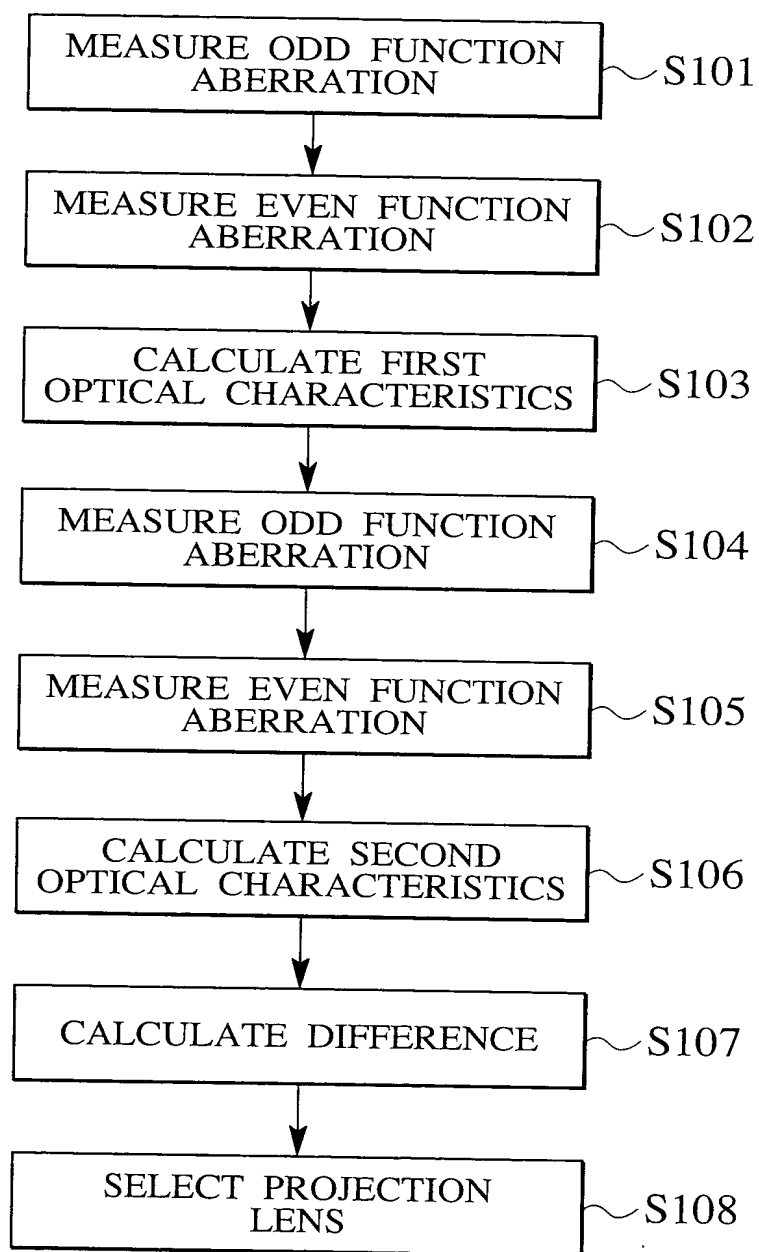 MEASURE ODD FUNCTION
ABERRATION
S101
MEASURE EVEN FUNCTION
ABERRATION
S102
CALCULATE FIRST
OPTICAL CHARACTERISTICS
S103
MEASURE ODD FUNCTION
ABERRATION
S104
MEASURE EVEN FUNCTION
ABERRATION
S105
CALCULATE SECOND
OPTICAL CHARACTERISTICS
S106
CALCULATE DIFFERENCE
S107
SELECT PROJECTION
LENS
S108